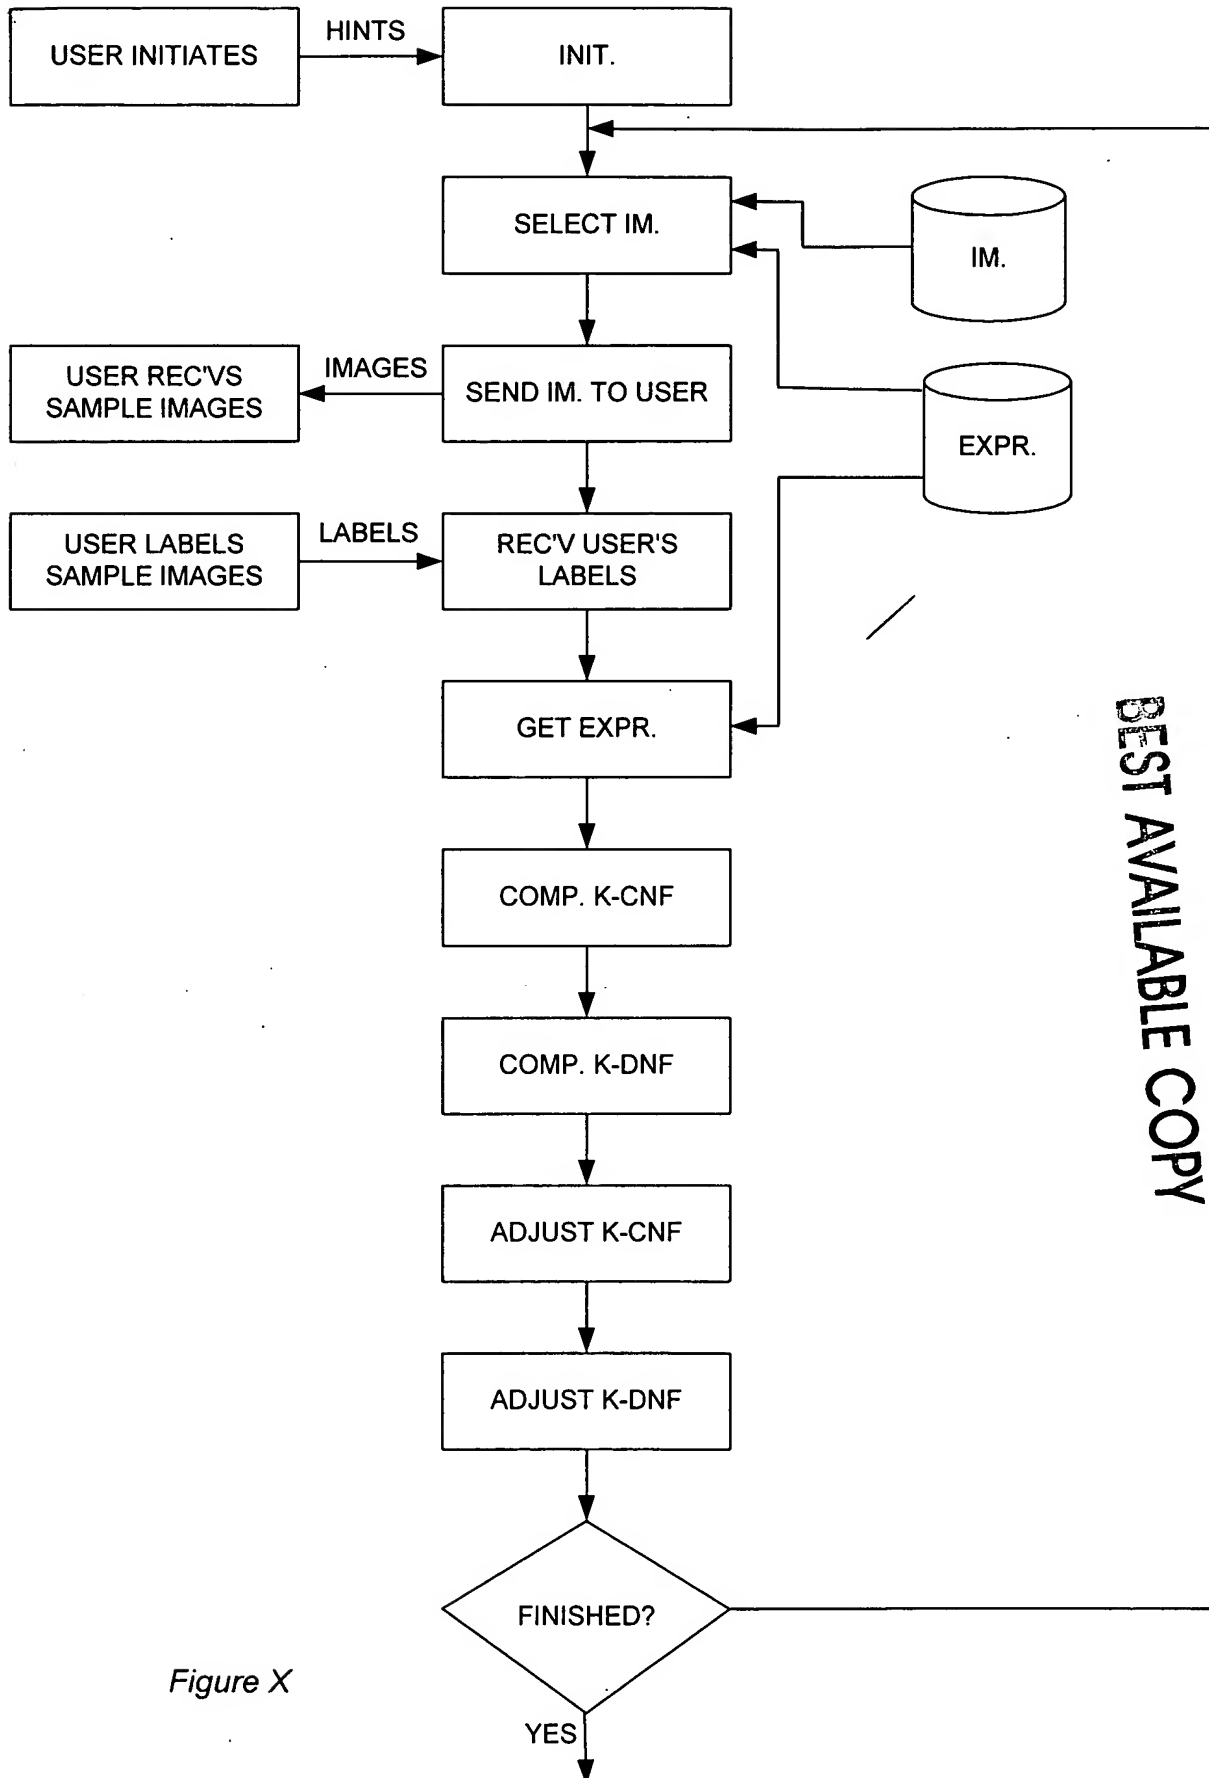 USER INITIATES
HINTS
INIT.
SELECT IM.
IM.
USER REC'VS
SAMPLE IMAGES
IMAGES
SEND IM. TO USER
EXPR.
USER LABELS
SAMPLE IMAGES
LABELS
REC'V USER'S
LABELS
GET EXPR.
COMP. K-CNF
COMP. K-DNF
ADJUST K-CNF
ADJUST K-DNF
FINISHED?
YES
Figure X
BEST AVAILABLE COPY